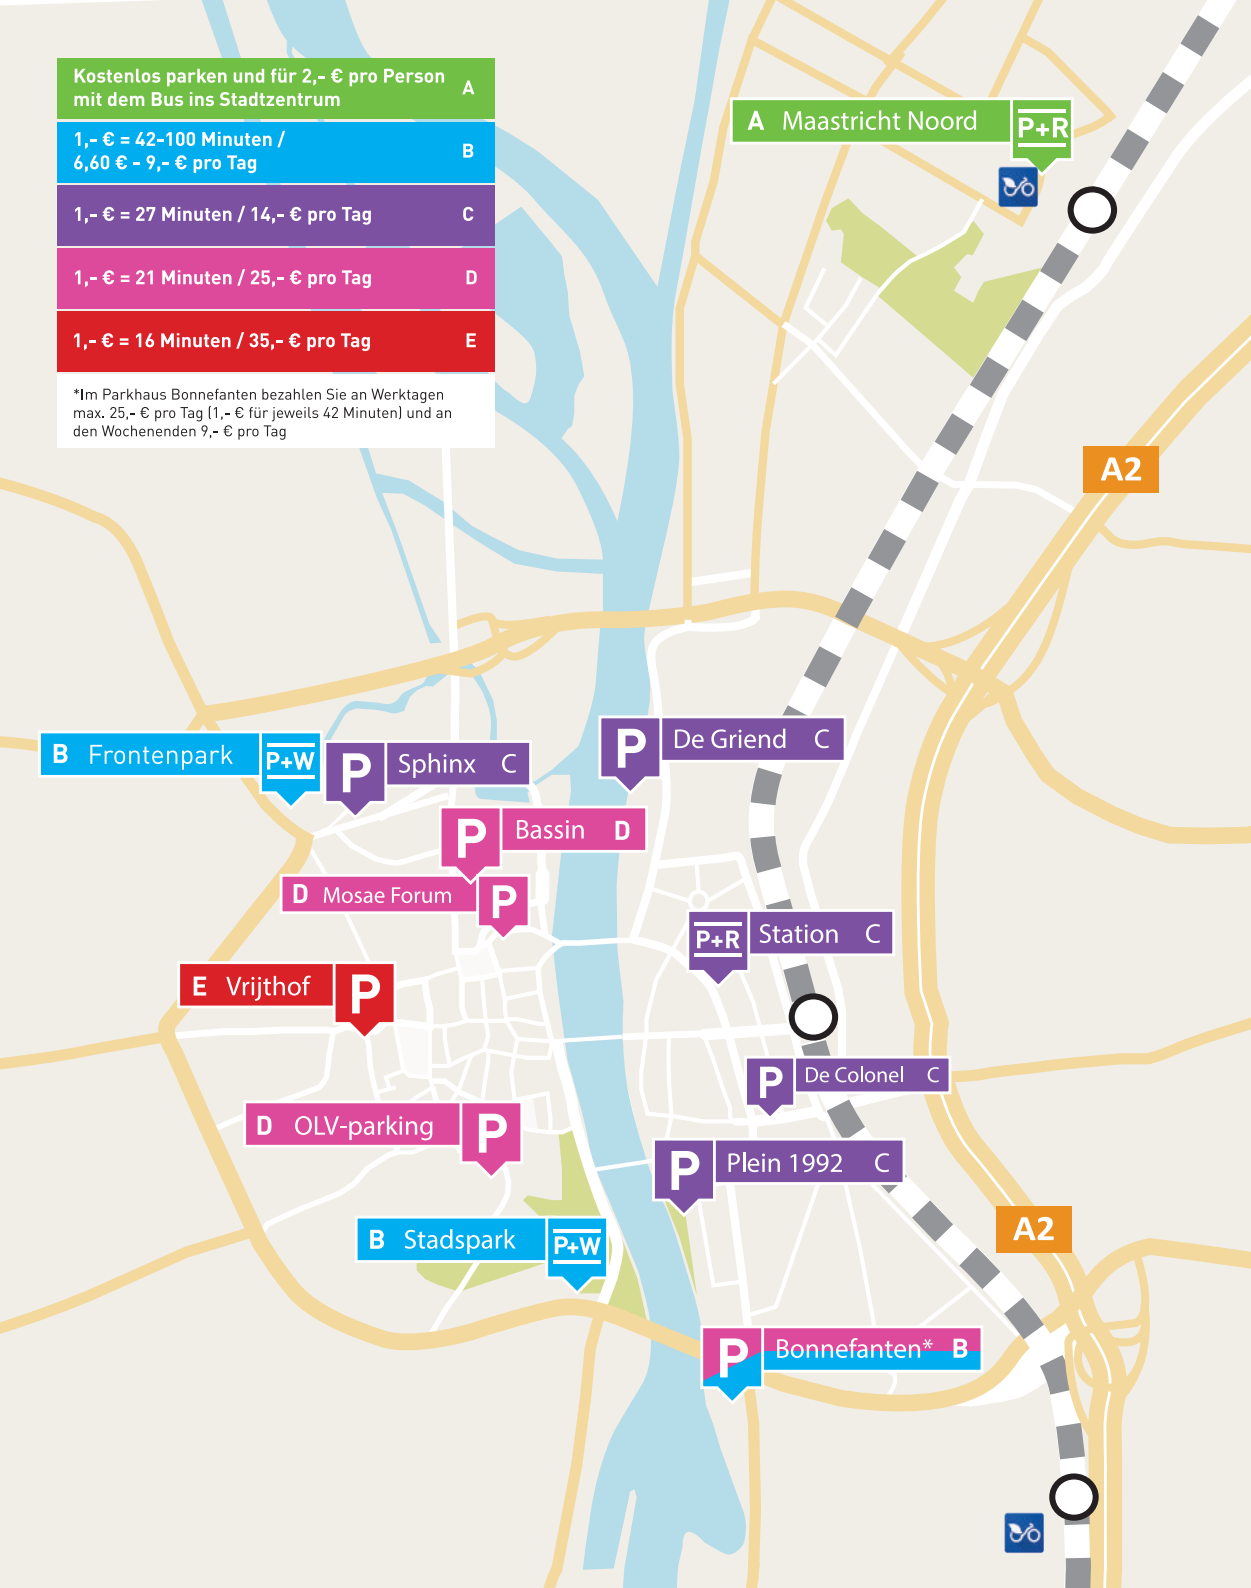 Kostenlos parken und für 2,- € pro Person
mit dem Bus ins Stadtzentrum
A
1,- € = 42-100 Minuten /
6,60 € - 9,- € pro Tag
B
1,- € = 27 Minuten / 14,- € pro Tag C
1,- € = 21 Minuten / 25,- € pro Tag D
1,- € = 16 Minuten / 35,- € pro Tag E
*Im Parkhaus Bonnefanten bezahlen Sie an Werktagen
max. 25,- € pro Tag (1,- € für jeweils 42 Minuten) und an
den Wochenenden 9,- € pro Tag
A Maastricht Noord P+R
A2
B Frontenpark P+W
P Sphinx C
P De Griend C
P Bassin D
D Mosae Forum P
P+R Station C
E Vrijthof P
P De Colonel C
D OLV-parking P
P Plein 1992 C
A2
B Stadspark P+W
P Bonnefanten* B